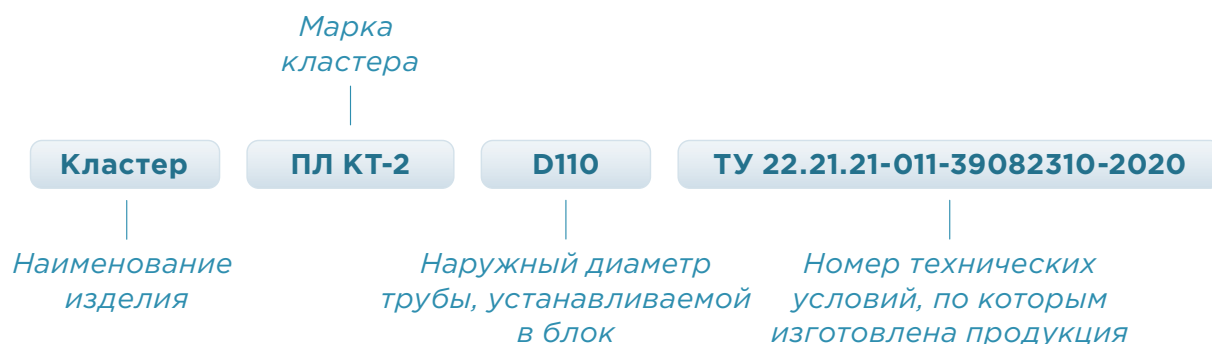 Марка
кластера
Кластер ПЛ КТ-2 D110 ТУ 22.21.21-011-39082310-2020
Наименование
изделия
Наружный диаметр
трубы, устанавливаемой
в блок
Номер технических
условий, по которым
изготовлена продукция